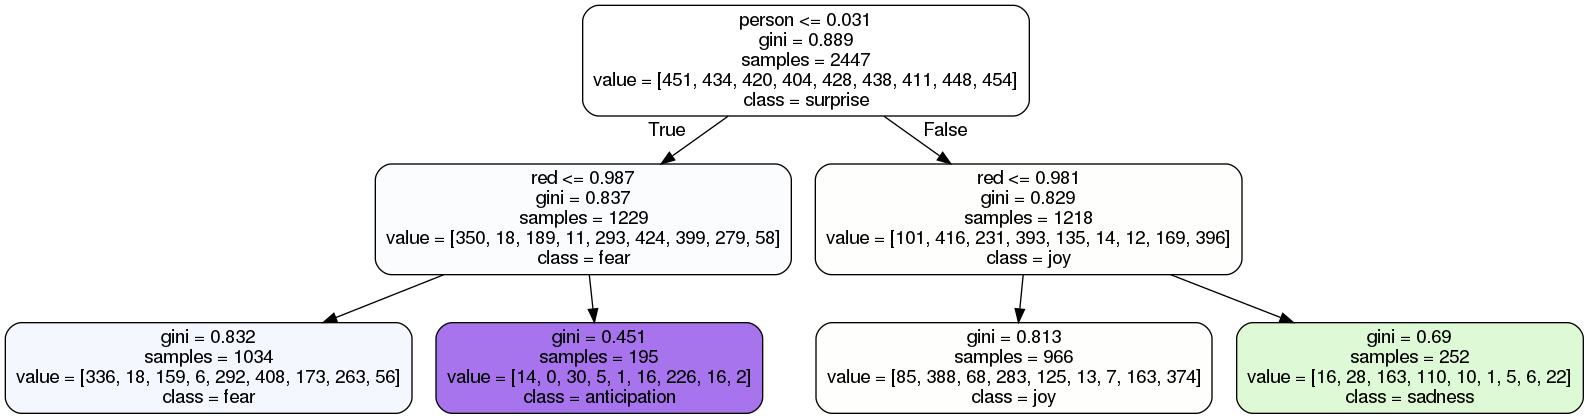 person <= 0.031
gini = 0.889
samples = 2447
value = [451, 434, 420, 404, 428, 438, 411, 448, 454]
class = surprise
True
False
red <= 0.987
gini = 0.837
samples = 1229
value = [350, 18, 189, 11, 293, 424, 399, 279, 58]
class = fear
red <= 0.981
gini = 0.829
samples = 1218
value = [101, 416, 231, 393, 135, 14, 12, 169, 396]
class = joy
gini = 0.832
samples = 1034
value = [336, 18, 159, 6, 292, 408, 173, 263, 56]
class = fear
gini = 0.451
samples = 195
value = [14, 0, 30, 5, 1, 16, 226, 16, 2]
class = anticipation
gini = 0.813
samples = 966
value = [85, 388, 68, 283, 125, 13, 7, 163, 374]
class = joy
gini = 0.69
samples = 252
value = [16, 28, 163, 110, 10, 1, 5, 6, 22]
class = sadness